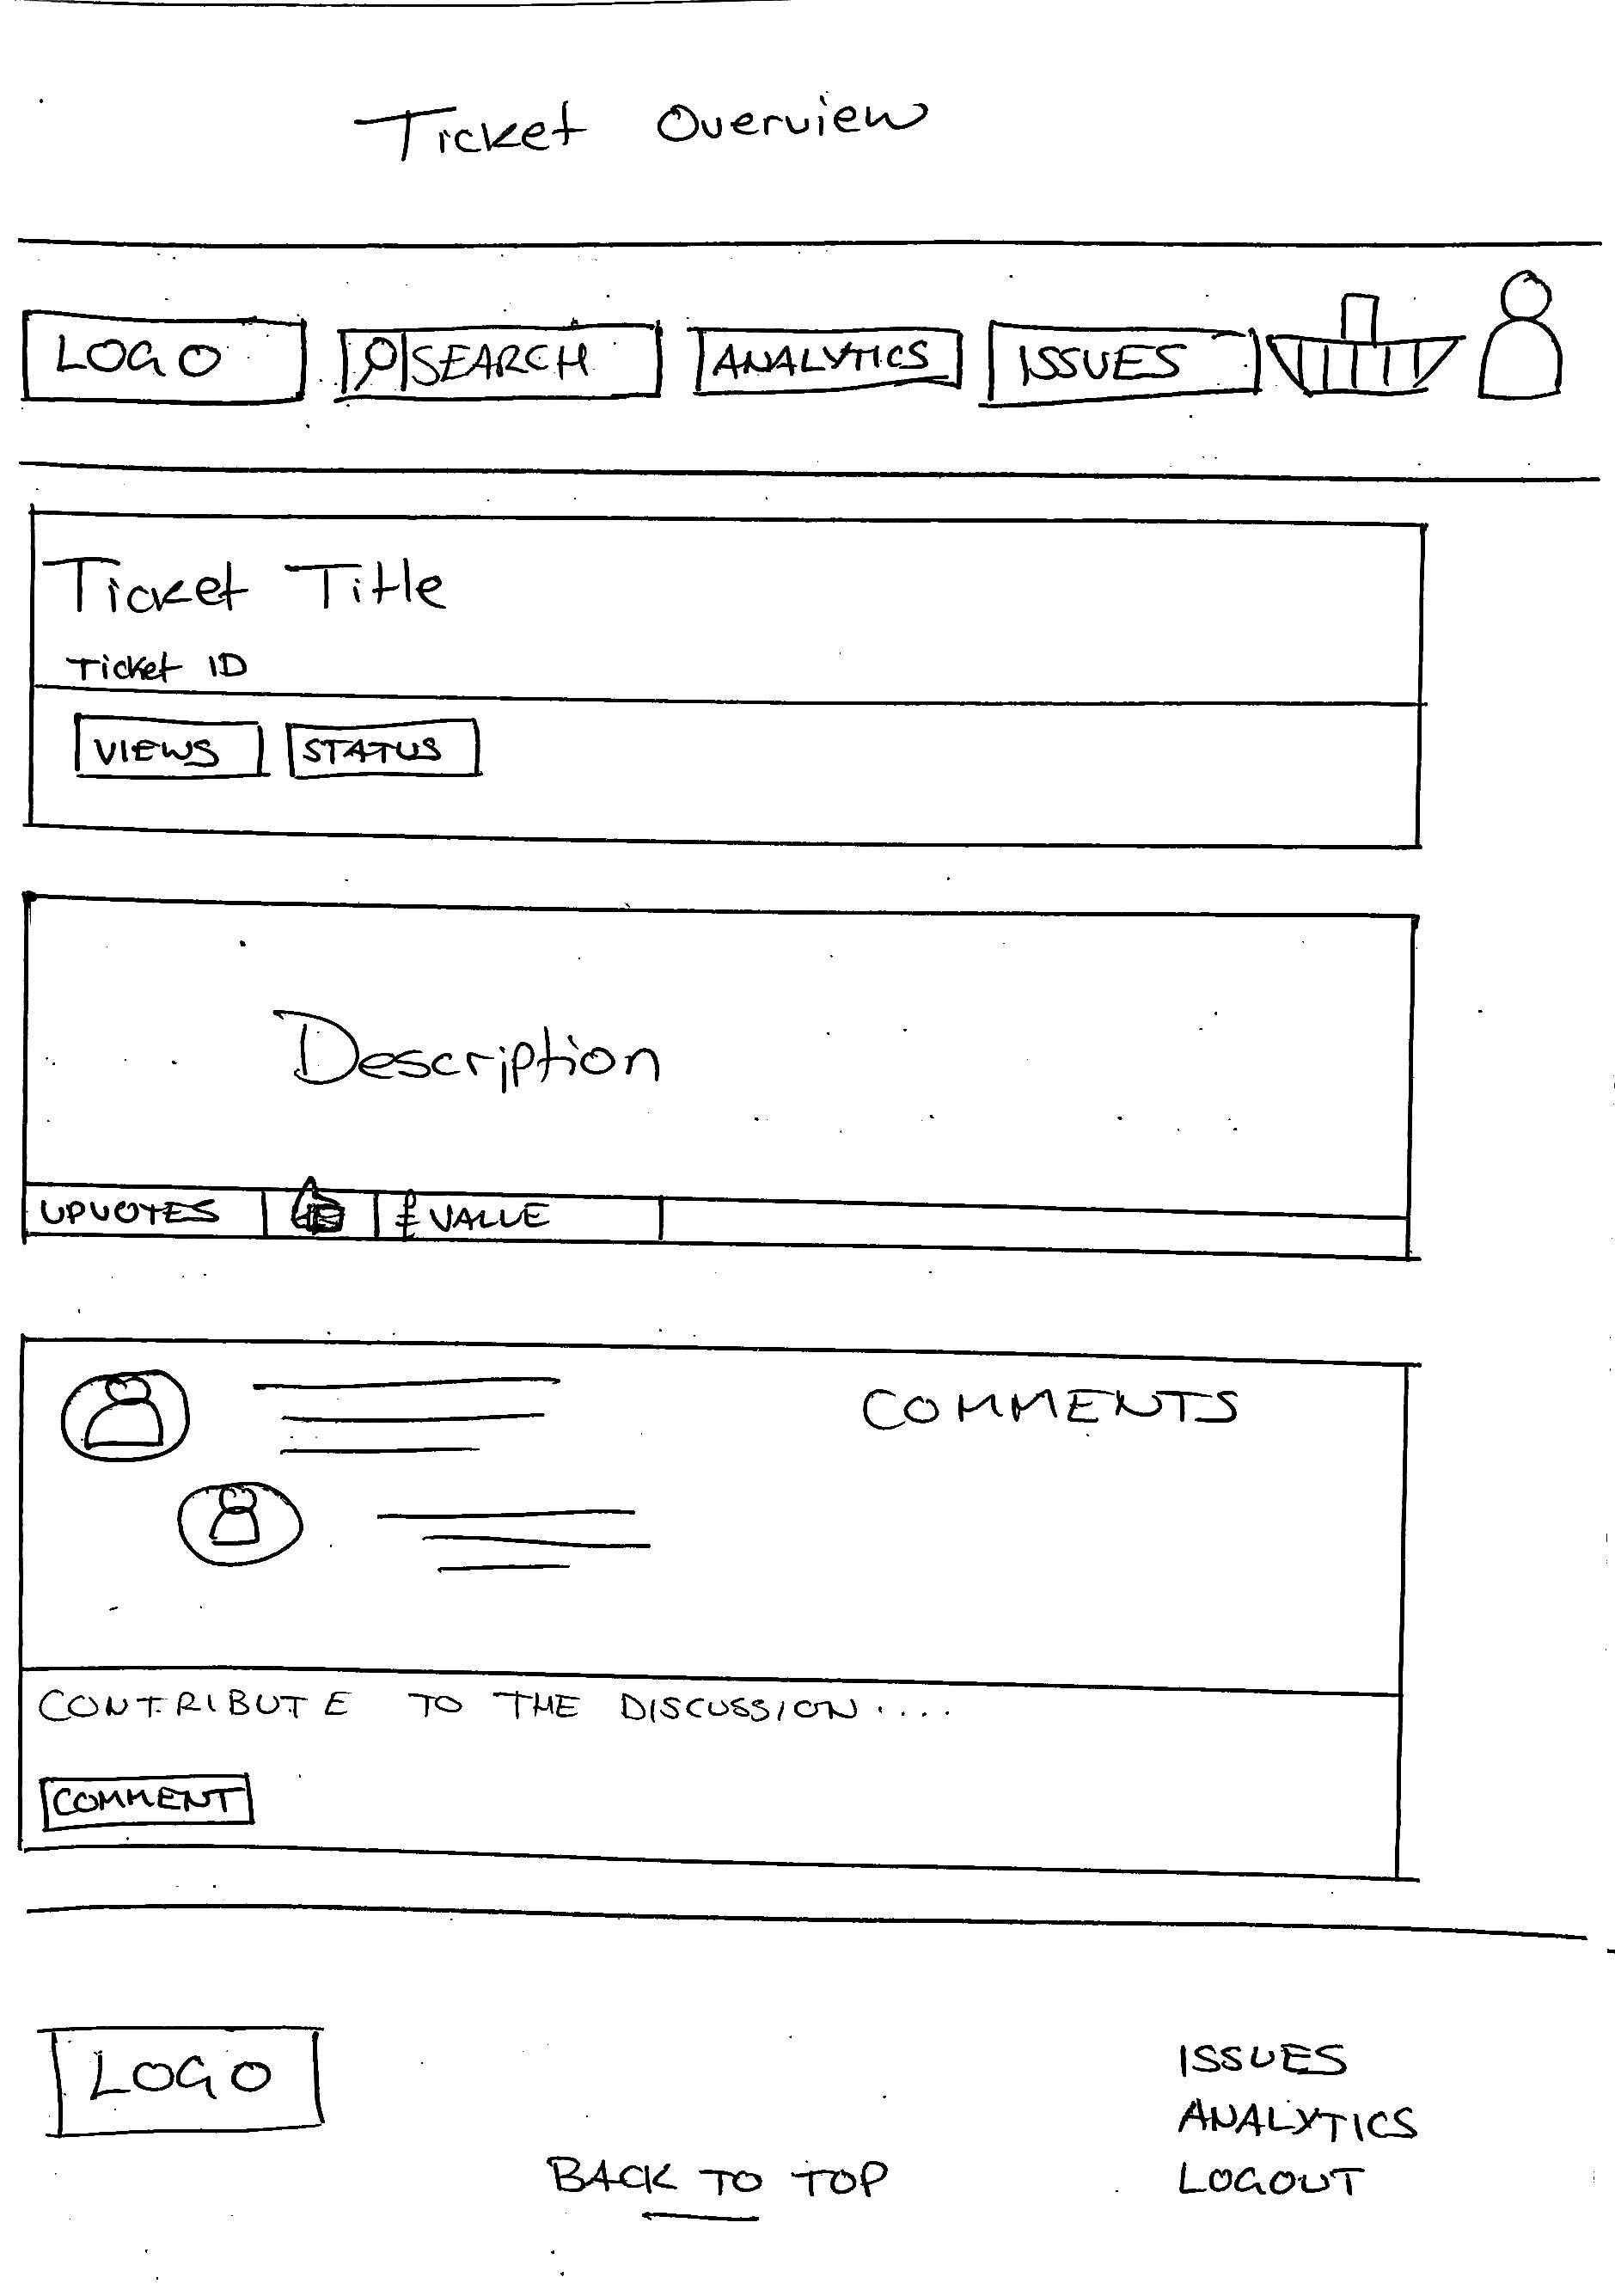 Ticket Overview
LOGO SEARCH ANALYTICS ISSUES
Ticket Title
Ticket ID
VIEWS STATUS
Description
UPVOTES £ VALUE
COMMENTS
CONTRIBUTE TO THE DISCUSSION....
COMMENT
LOGO
ISSUES
ANALYTICS
BACK TO TOP LOGOUT